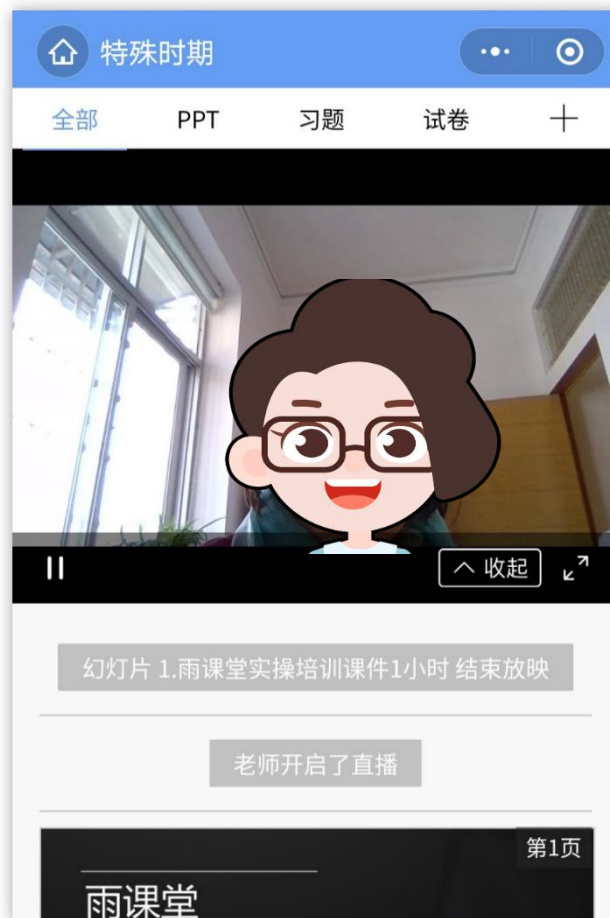 特殊时期
全部 PPT 习题 试卷
收起
幻灯片 1.雨课堂实操培训课件1小时 结束放映
老师开启了直播
第1页
雨课堂